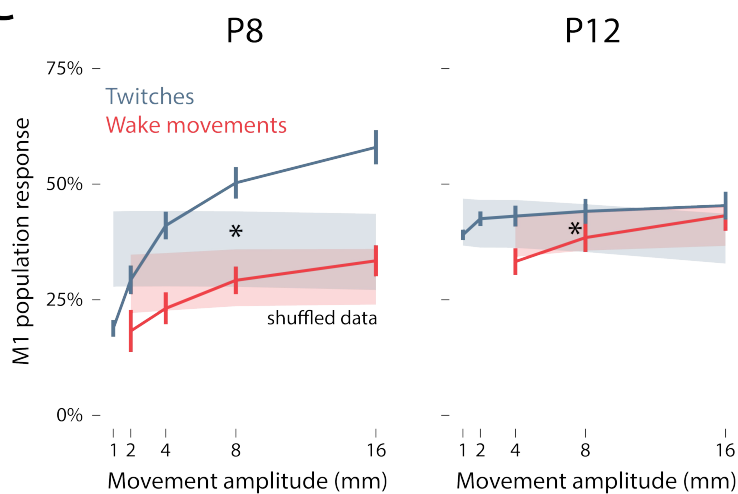 P8
P12
75%
50%
25%
0%
M1 population response
Twitches
Wake movements
*
shuffled data
*
1 2 4 8 16
1 2 4 8 16
Movement amplitude (mm)
Movement amplitude (mm)